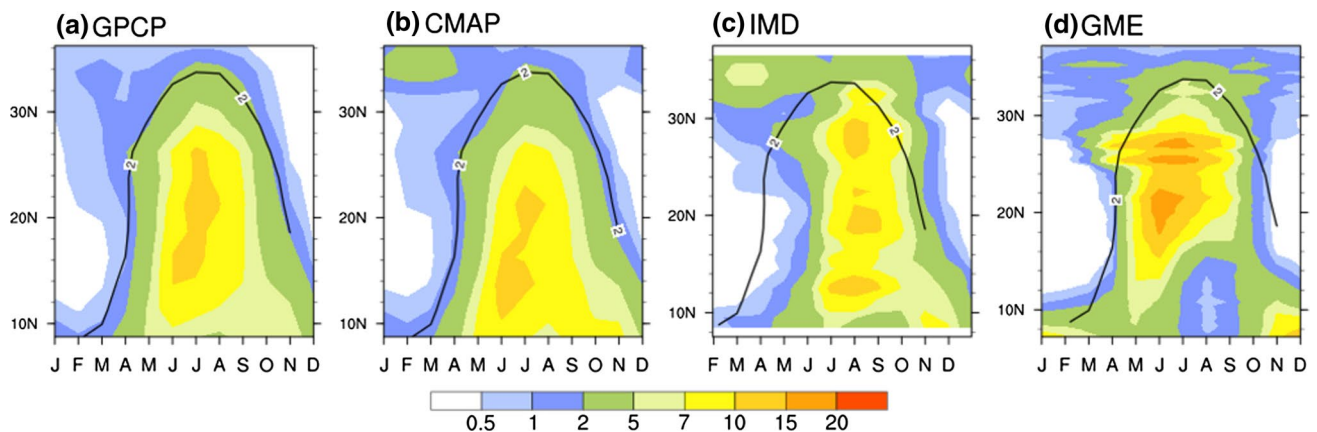 (a) GPCP (b) CMAP (c) IMD (d) GME
2 2 2 2 2 2 2 2 2
30N 30N 30N 30N
20N 20N 20N 20N
10N 10N 10N 10N
J F M A M J J A S O N D J F M A M J J A S O N D J F M A M J J A S O N D J F M A M J J A S O N D
0.5 1 2 5 7 10 15 20